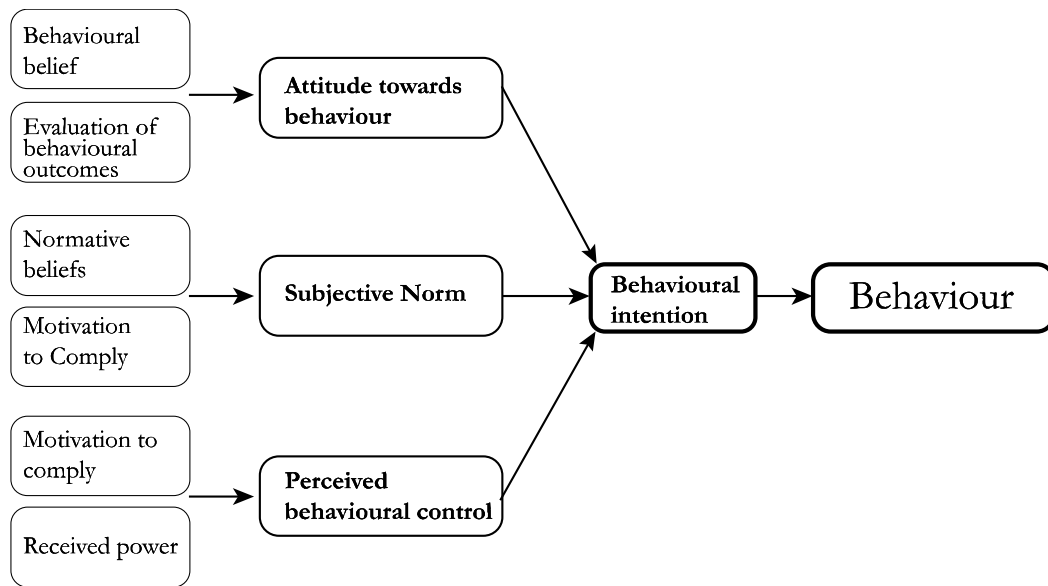 Behavioural
belief
Evaluation of
behavioural
outcomes
Attitude towards
behaviour
Normative
beliefs
Motivation
to Comply
Subjective Norm
Motivation to
comply
Received power
Perceived
behavioural control
Behavioural
intention
Behaviour